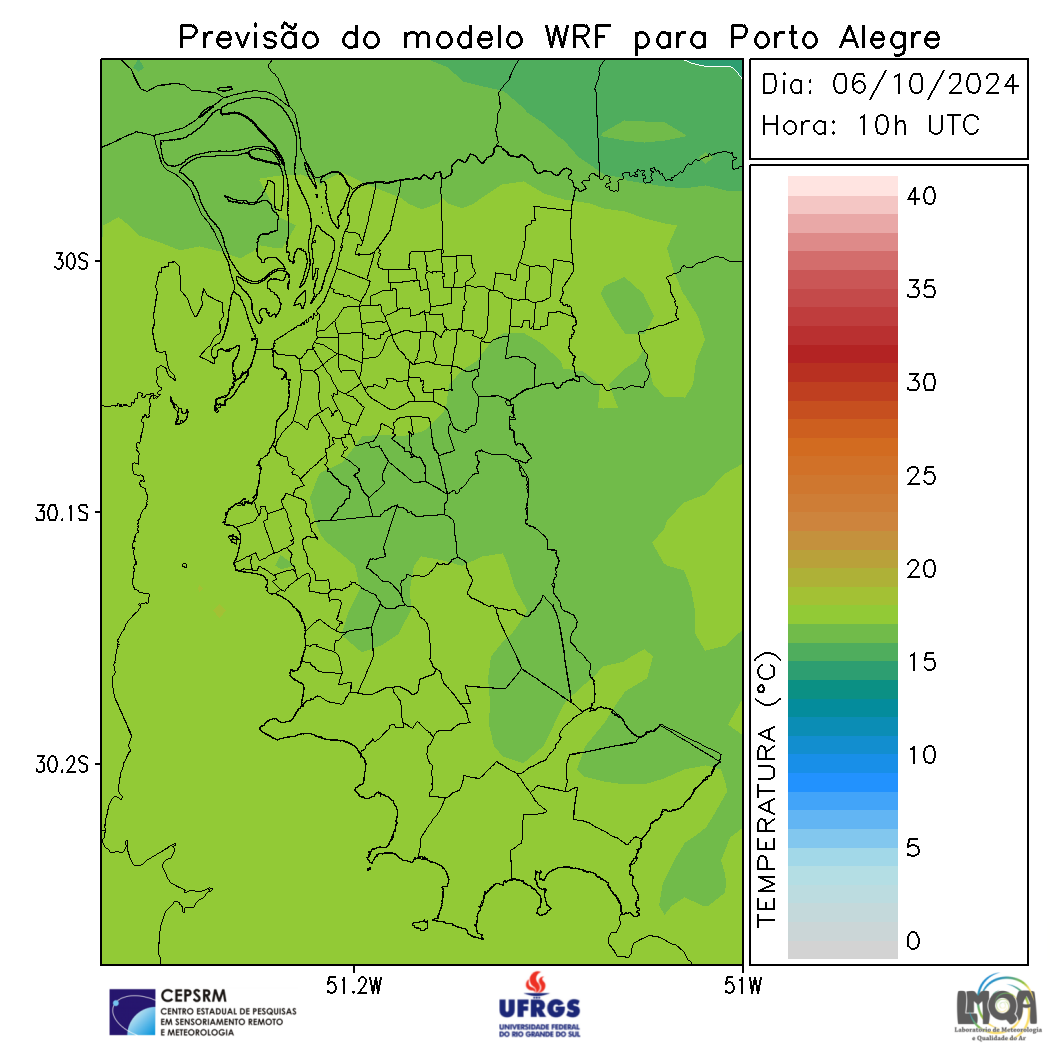 Previsão do modelo WRF para Porto Alegre
Dia: 06/10/2024
Hora: 10h UTC
40
35
30
25
20
15
10
5
0
TEMPERATURA (°C)
30S
30.1S
30.2S
51.2W
51W
CEPSRM
CENTRO ESTADUAL DE PESQUISAS
EM SENSORIAMENTO REMOTO
E METEOROLOGIA
UFRGS
UNIVERSIDADE FEDERAL
DO RIO GRANDE DO SUL
LMQA
Laboratório de Meteorologia
e Qualidade do Ar